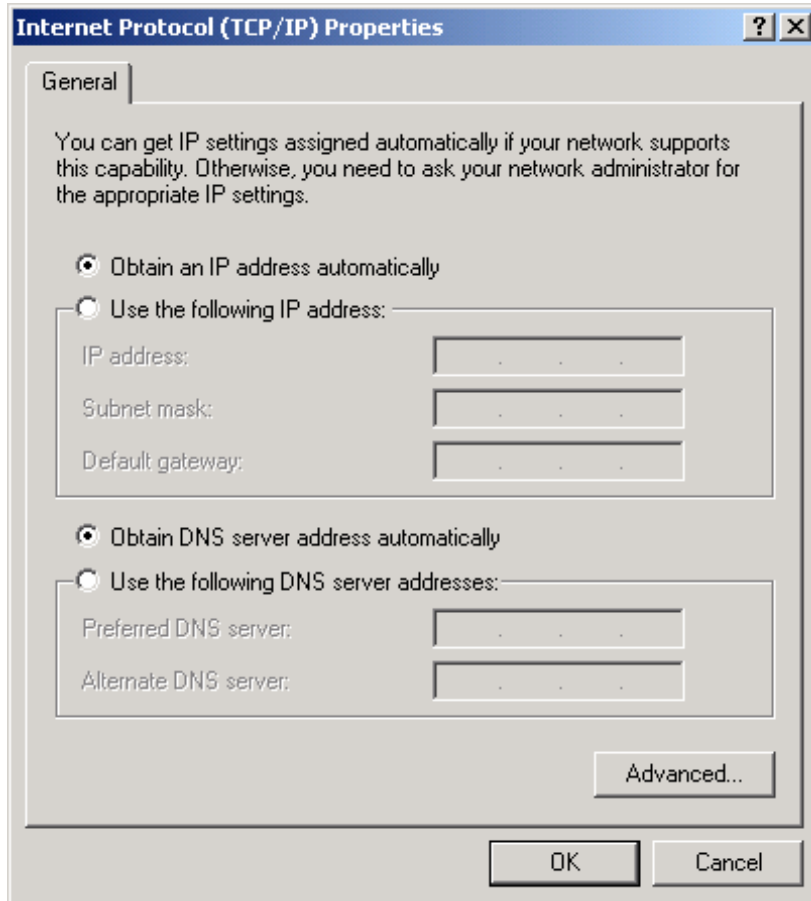 Internet Protocol (TCP/IP) Properties
General
You can get IP settings assigned automatically if your network supports
this capability. Otherwise, you need to ask your network administrator for
the appropriate IP settings.
Obtain an IP address automatically
Use the following IP address:
IP address:
Subnet mask:
Default gateway:
Obtain DNS server address automatically
Use the following DNS server addresses:
Preferred DNS server:
Alternate DNS server:
Advanced...
OK Cancel